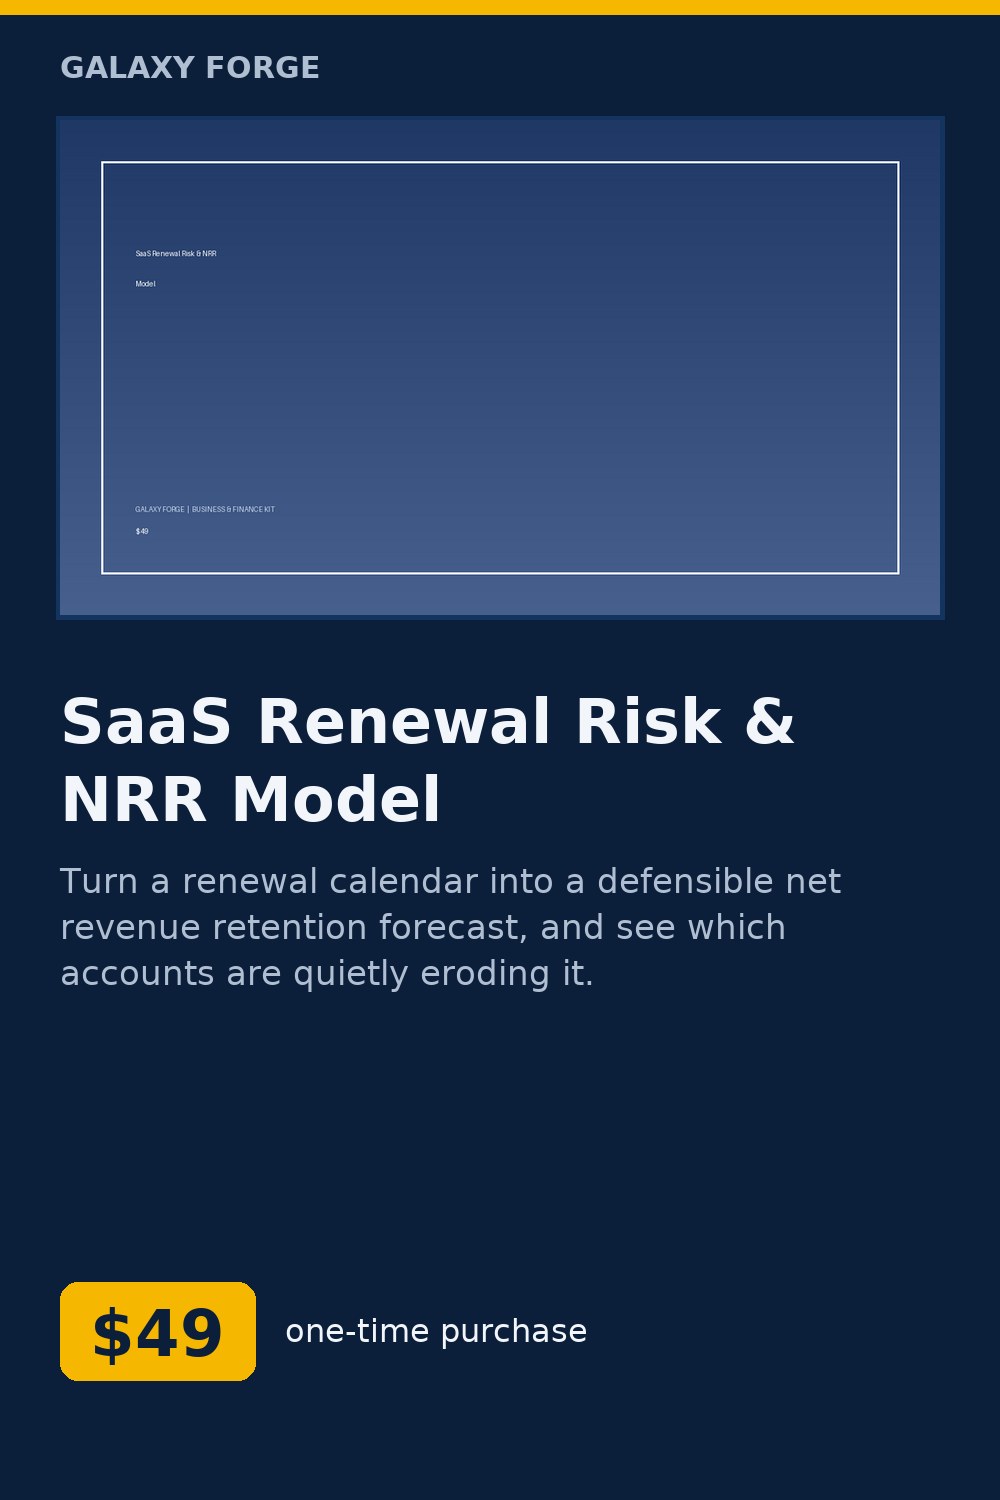 GALAXY FORGE
SaaS Renewal Risk & NRR
Model
GALAXY FORGE | BUSINESS & FINANCE KIT
$49
SaaS Renewal Risk &
NRR Model
Turn a renewal calendar into a defensible net
revenue retention forecast, and see which
accounts are quietly eroding it.
$49 one-time purchase